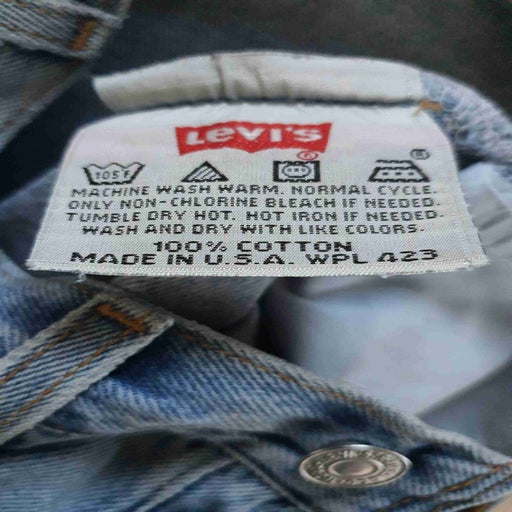 Levi's
105F
MACHINE WASH WARM. NORMAL CYCLE.
ONLY NON-CHLORINE BLEACH IF NEEDED.
TUMBLE DRY HOT. HOT IRON IF NEEDED.
WASH AND DRY WITH LIKE COLORS.
100% COTTON
MADE IN U.S.A. WPL 423